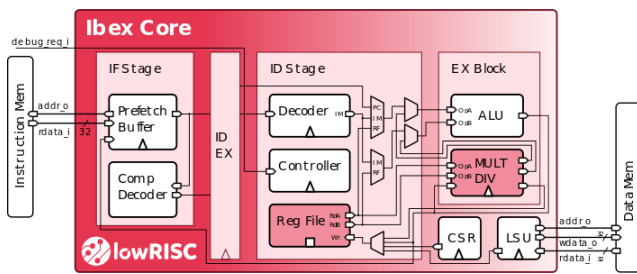 Ibex Core
debug_req_i
IF Stage
ID Stage
EX Block
Instruction Mem
addr_o
rdata_i
32
Prefetch
Buffer
Comp
Decoder
ID
EX
Decoder
IM
Controller
Reg File
RdA
RdB
Wr
PC
IM
RF
IM
RF
OpA
OpB
ALU
OpA
OpB
MULT
DIV
CSR
LSU
addr_o
wdata_o
32
rdata_i
32
Data Mem
lowRISC